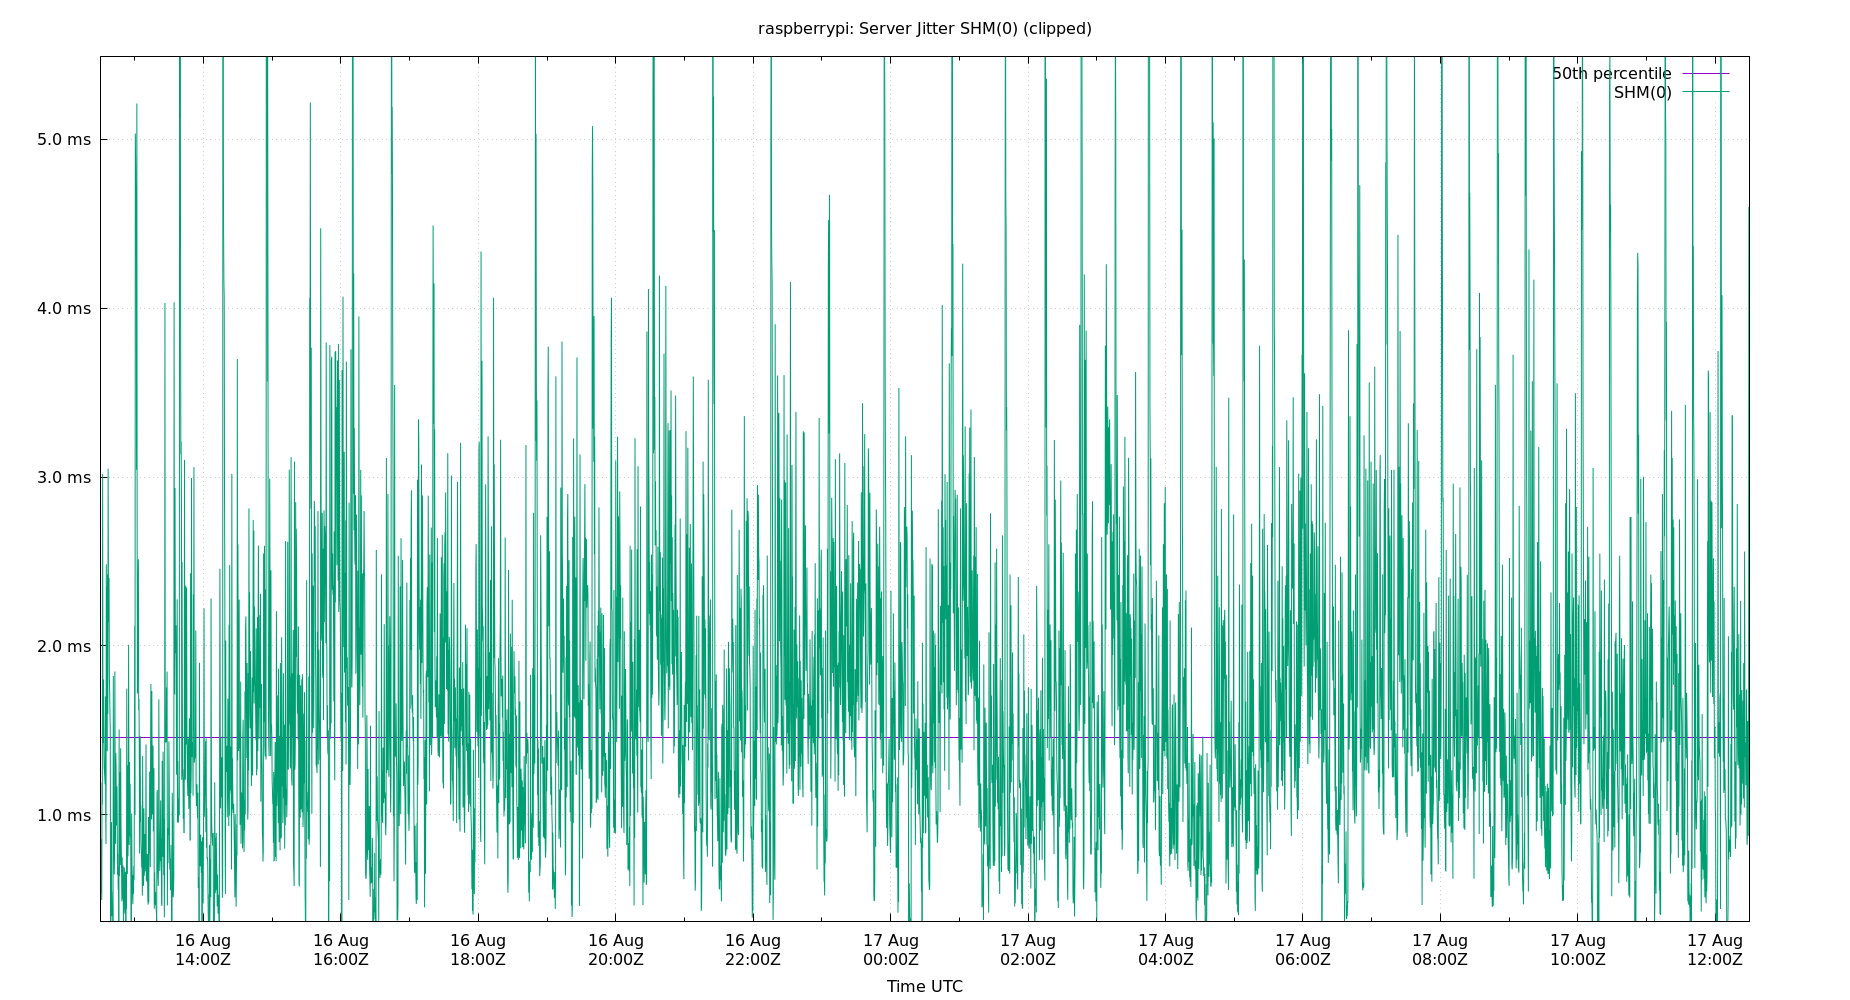 raspberrypi: Server Jitter SHM(0) (clipped)
50th percentile
SHM(0)
5.0 ms
4.0 ms
3.0 ms
2.0 ms
1.0 ms
16 Aug 16 Aug 16 Aug 16 Aug 16 Aug 17 Aug 17 Aug 17 Aug 17 Aug 17 Aug 17 Aug 17 Aug
14:00Z 16:00Z 18:00Z 20:00Z 22:00Z 00:00Z 02:00Z 04:00Z 06:00Z 08:00Z 10:00Z 12:00Z
Time UTC